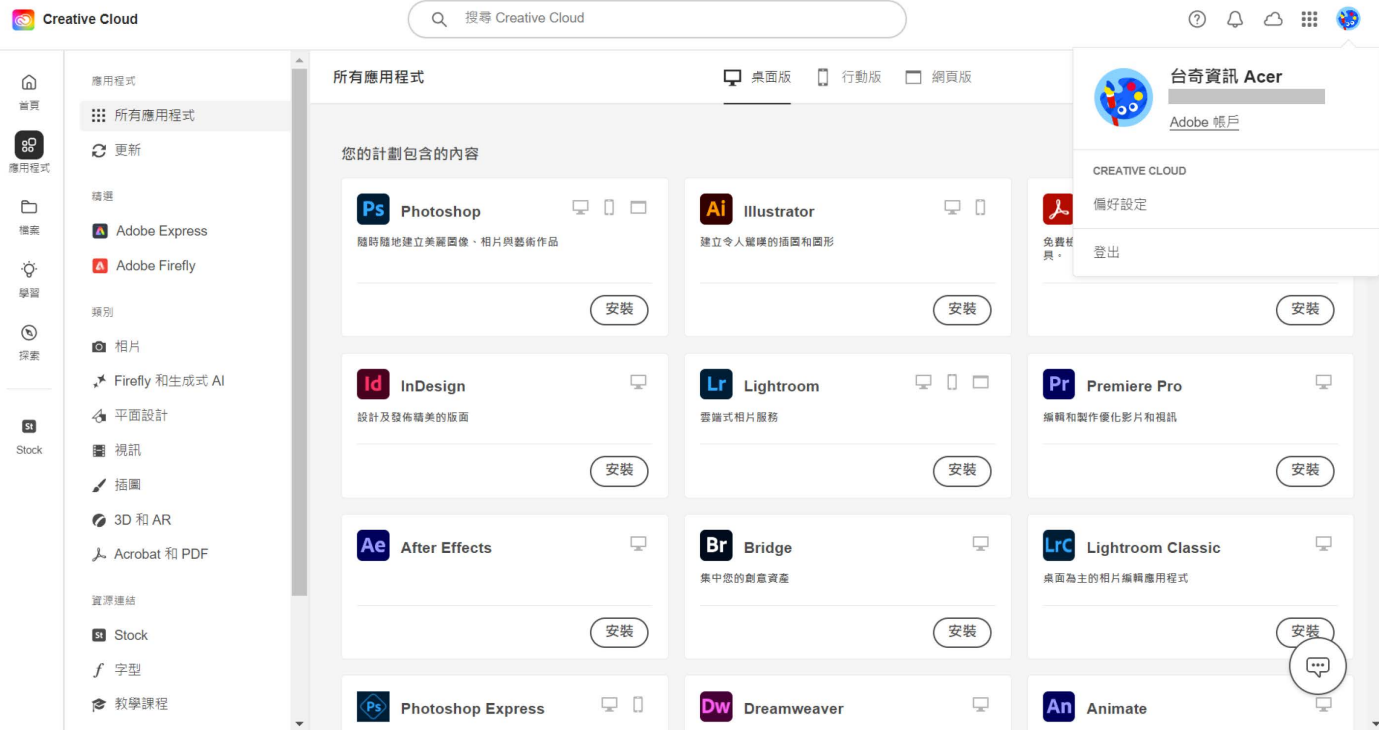 Creative Cloud
搜尋 Creative Cloud
首頁
應用程式
檔案
學習
探索
St
Stock
應用程式
所有應用程式
更新
精選
Adobe Express
Adobe Firefly
類別
相片
Firefly 和生成式 AI
平面設計
視訊
插圖
3D 和 AR
Acrobat 和 PDF
資源連結
St Stock
字型
教學課程
所有應用程式
桌面版
行動版
網頁版
台奇資訊 Acer
Adobe 帳戶
CREATIVE CLOUD
偏好設定
登出
您的計劃包含的內容
Ps Photoshop
隨時隨地建立美麗圖像、相片與藝術作品
安裝
Ai Illustrator
建立令人驚嘆的插圖和圖形
安裝
免費
具。
安裝
Id InDesign
設計及發佈精美的版面
安裝
Lr Lightroom
雲端式相片服務
安裝
Pr Premiere Pro
編輯和製作優化影片和視訊
安裝
Ae After Effects
安裝
Br Bridge
集中您的創意資產
安裝
LrC Lightroom Classic
桌面為主的相片編輯應用程式
安裝
Ps Photoshop Express
Dw Dreamweaver
An Animate